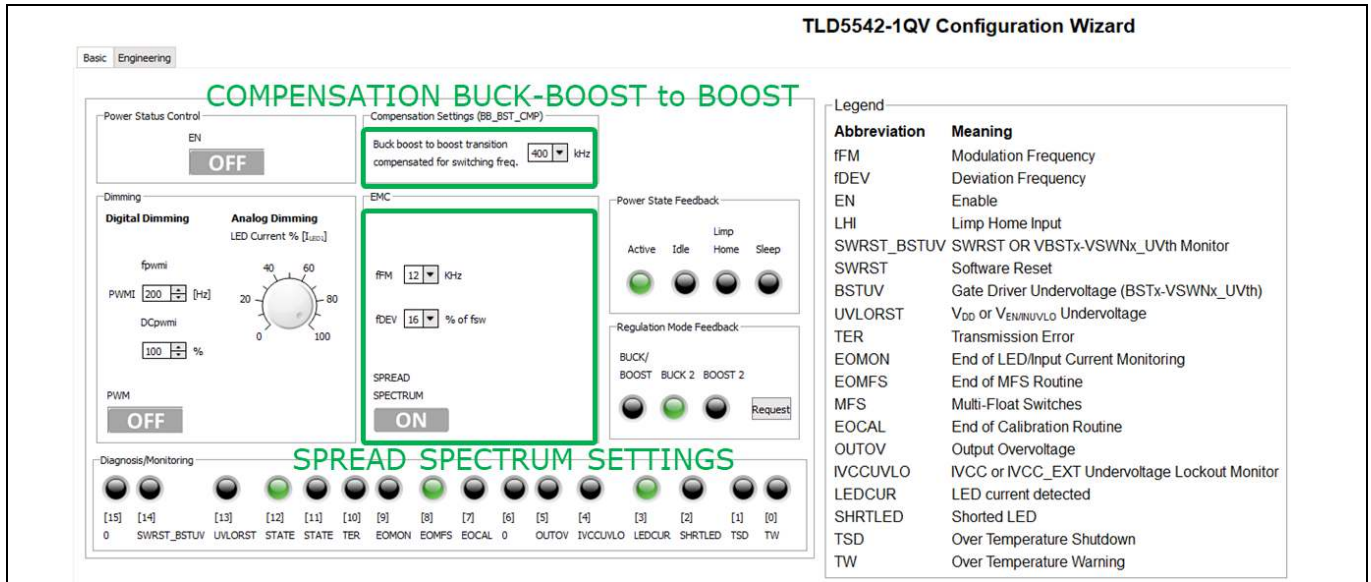 TLD5542-1QV Configuration Wizard
Basic Engineering
COMPENSATION BUCK-BOOST to BOOST
Power Status Control
EN
OFF
Compensation Settings (BB_BST_CMP)
Buck boost to boost transition
compensated for switching freq.
400 kHz
Dimming
Digital Dimming
fpwmi
PWMI 200 [Hz]
DCpwmi
100 %
PWM
OFF
Analog Dimming
LED Current % [ILED1]
0 20 40 60 80 100
EMC
fFM 12 KHz
fDEV 16 % of fsw
SPREAD
SPECTRUM
ON
Power State Feedback
Active Idle Limp Home Sleep
Regulation Mode Feedback
BUCK/
BOOST BUCK 2 BOOST 2
Request
SPREAD SPECTRUM SETTINGS
Diagnosis/Monitoring
[15] [14] [13] [12] [11] [10] [9] [8] [7] [6] [5] [4] [3] [2] [1] [0]
0 SWRST_BSTUV UVLORST STATE STATE TER EOMON EOMFS EOCAL 0 OUTOV IVCCUVLO LEDCUR SHRTLED TSD TW
Legend
Abbreviation Meaning
fFM Modulation Frequency
fDEV Deviation Frequency
EN Enable
LHI Limp Home Input
SWRST_BSTUV SWRST OR VBSTx-VSWNx_UVth Monitor
SWRST Software Reset
BSTUV Gate Driver Undervoltage (BSTx-VSWNx_UVth)
UVLORST VDD or VEN/INUVLO Undervoltage
TER Transmission Error
EOMON End of LED/Input Current Monitoring
EOMFS End of MFS Routine
MFS Multi-Float Switches
EOCAL End of Calibration Routine
OUTOV Output Overvoltage
IVCCUVLO IVCC or IVCC_EXT Undervoltage Lockout Monitor
LEDCUR LED current detected
SHRTLED Shorted LED
TSD Over Temperature Shutdown
TW Over Temperature Warning